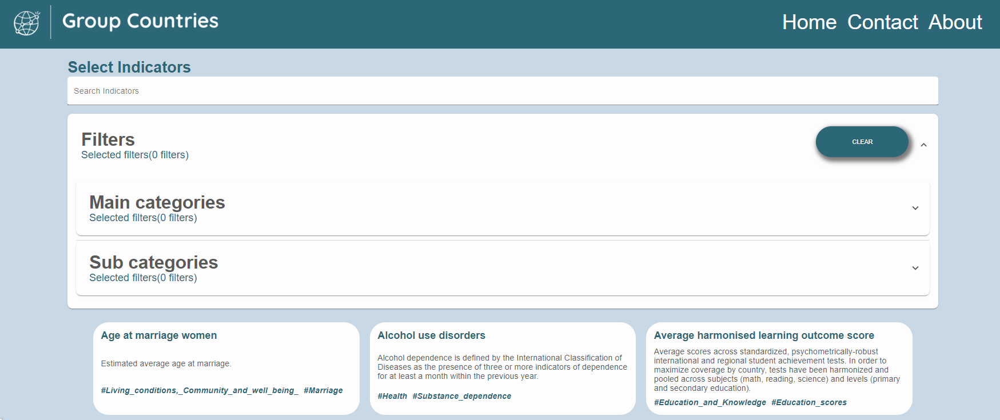 Group Countries
Home Contact About
Select Indicators
Search Indicators
Filters
Selected filters(0 filters)
CLEAR
Main categories
Selected filters(0 filters)
Sub categories
Selected filters(0 filters)
Age at marriage women
Estimated average age at marriage.
#Living_conditions,_Community_and_well_being_ #Marriage
Alcohol use disorders
Alcohol dependence is defined by the International Classification of
Diseases as the presence of three or more indicators of dependence
for at least a month within the previous year.
#Health #Substance_dependence
Average harmonised learning outcome score
Average scores across standardized, psychometrically-robust
international and regional student achievement tests. In order to
maximize coverage by country, tests have been harmonized and
pooled across subjects (math, reading, science) and levels (primary
and secondary education).
#Education_and_Knowledge #Education_scores